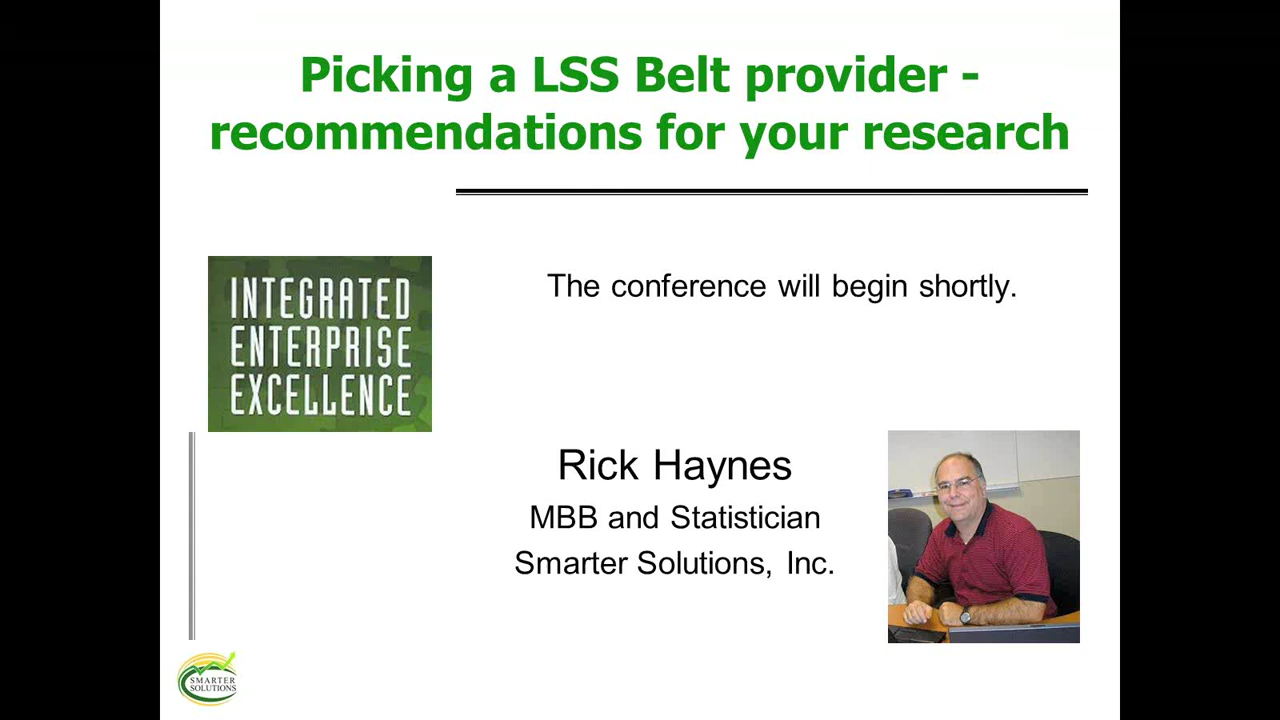 Picking a LSS Belt provider -
recommendations for your research
INTEGRATED
ENTERPRISE
EXCELLENCE
The conference will begin shortly.
Rick Haynes
MBB and Statistician
Smarter Solutions, Inc.
SMARTER
SOLUTIONS